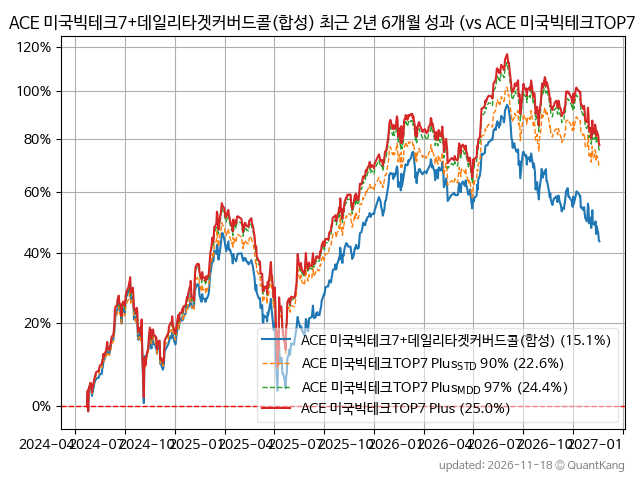 ACE 미국빅테크7+데일리타겟커버드콜(합성) 최근 2년 6개월 성과 (vs ACE 미국빅테크TOP7
120%
100%
80%
60%
40%
20%
0%
ACE 미국빅테크7+데일리타겟커버드콜(합성) (15.1%)
ACE 미국빅테크TOP7 PlusSTD 90% (22.6%)
ACE 미국빅테크TOP7 PlusMDD 97% (24.4%)
ACE 미국빅테크TOP7 Plus (25.0%)
2024-04 2024-07 2024-10 2025-01 2025-04 2025-07 2025-10 2026-01 2026-04 2026-07 2026-10 2027-01
updated: 2026-11-18 © QuantKang